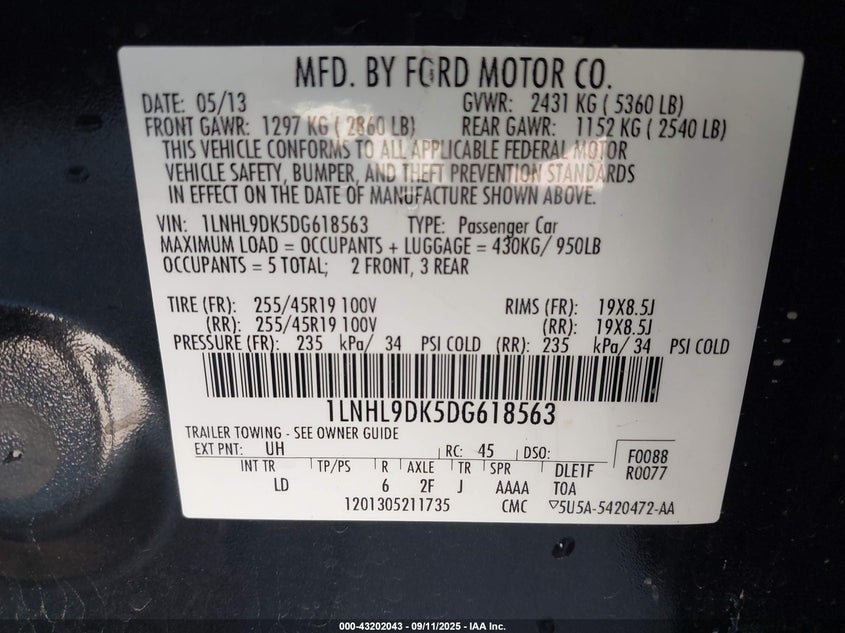 MFD. BY FORD MOTOR CO.
DATE: 05/13 GVWR: 2431 KG ( 5360 LB)
FRONT GAWR: 1297 KG ( 2860 LB) REAR GAWR: 1152 KG ( 2540 LB)
THIS VEHICLE CONFORMS TO ALL APPLICABLE FEDERAL MOTOR
VEHICLE SAFETY, BUMPER, AND THEFT PREVENTION STANDARDS
IN EFFECT ON THE DATE OF MANUFACTURE SHOWN ABOVE.
VIN: 1LNHL9DK5DG618563 TYPE: Passenger Car
MAXIMUM LOAD = OCCUPANTS + LUGGAGE = 430KG/ 950LB
OCCUPANTS = 5 TOTAL; 2 FRONT, 3 REAR
TIRE (FR): 255/45R19 100V RIMS (FR): 19X8.5J
(RR): 255/45R19 100V (RR): 19X8.5J
PRESSURE (FR): 235 kPa/ 34 PSI COLD (RR): 235 kPa/ 34 PSI COLD
1LNHL9DK5DG618563
TRAILER TOWING - SEE OWNER GUIDE
EXT PNT: UH RC: 45 DSO: F0088
INT TR TP/PS R AXLE TR SPR DLE1F R0077
LD 6 2F J AAAA TOA
1201305211735 CMC ▽5U5A-5420472-AA
000-43202043 - 09/11/2025 - IAA Inc.